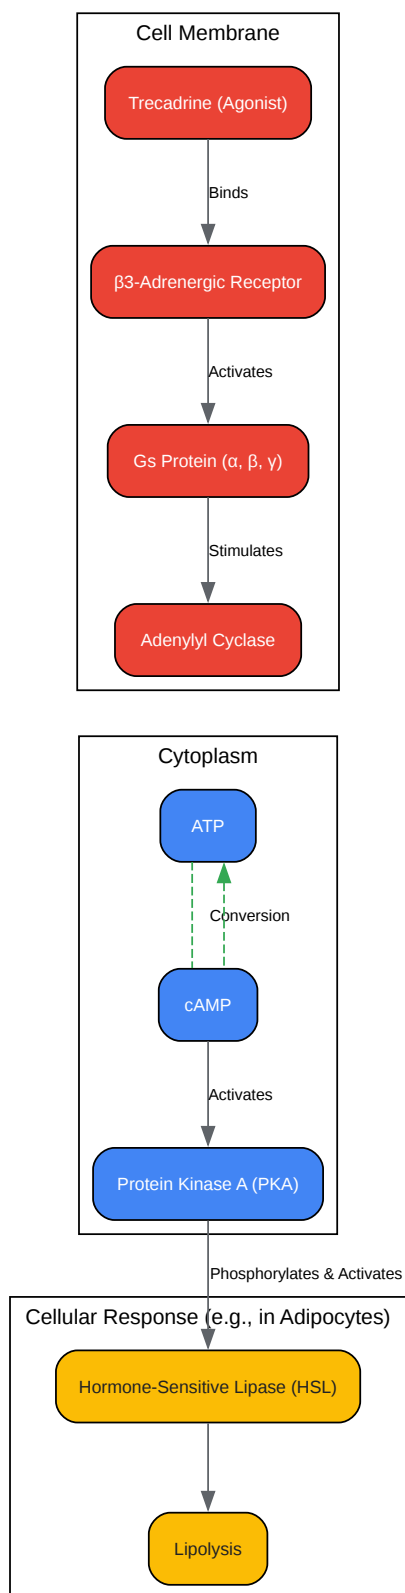 Cell Membrane
Trecadrine (Agonist)
Binds
β3-Adrenergic Receptor
Activates
Gs Protein (α, β, γ)
Stimulates
Adenylyl Cyclase
Cytoplasm
ATP
Conversion
cAMP
Activates
Protein Kinase A (PKA)
Phosphorylates & Activates
Cellular Response (e.g., in Adipocytes)
Hormone-Sensitive Lipase (HSL)
Lipolysis